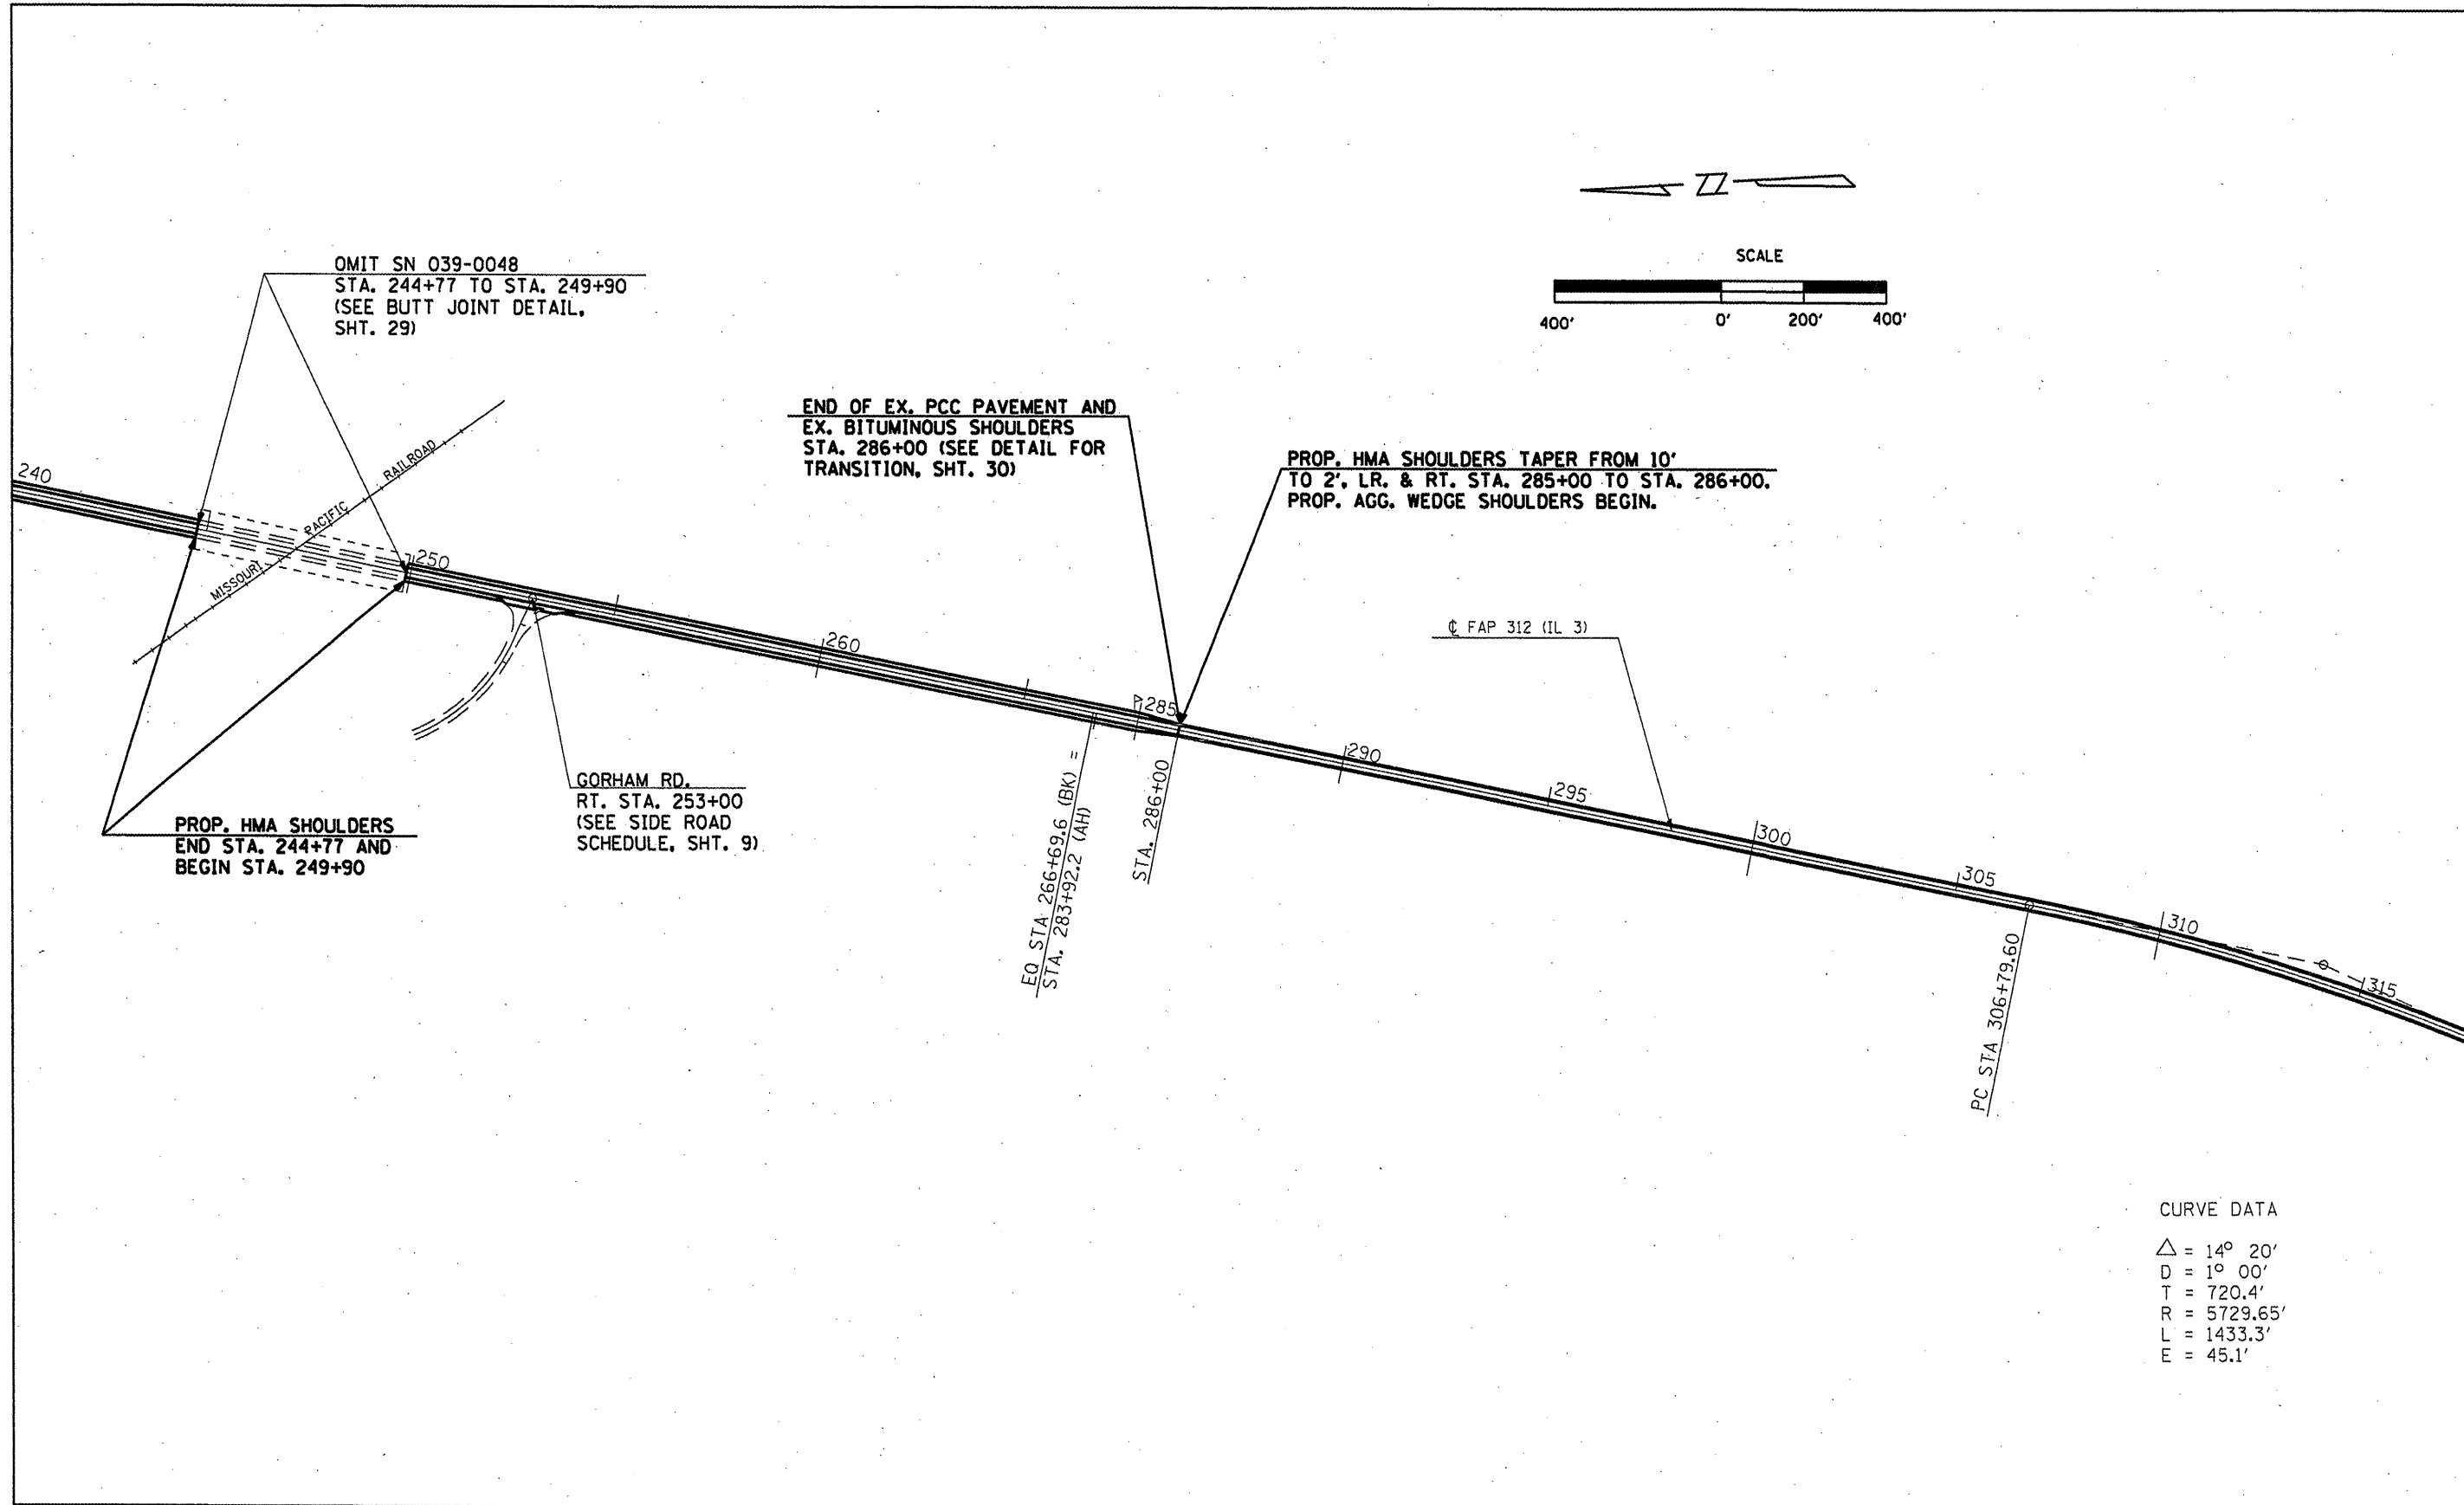 Z
SCALE
400' 0' 200' 400'
OMIT SN 039-0048
STA. 244+77 TO STA. 249+90
(SEE BUTT JOINT DETAIL,
SHT. 29)
END OF EX. PCC PAVEMENT AND
EX. BITUMINOUS SHOULDERS
STA. 286+00 (SEE DETAIL FOR
TRANSITION, SHT. 30)
PROP. HMA SHOULDERS TAPER FROM 10'
TO 2', LR. & RT. STA. 285+00 TO STA. 286+00.
PROP. AGG. WEDGE SHOULDERS BEGIN.
MISSOURI PACIFIC RAILROAD
240
250
260
285
290
295
300
305
310
315
℄ FAP 312 (IL 3)
GORHAM RD.
RT. STA. 253+00
(SEE SIDE ROAD
SCHEDULE, SHT. 9)
PROP. HMA SHOULDERS
END STA. 244+77 AND
BEGIN STA. 249+90
EQ STA 266+69.6 (BK) =
STA. 283+92.2 (AH)
STA. 286+00
PC STA 306+79.60
CURVE DATA
△ = 14° 20'
D = 1° 00'
T = 720.4'
R = 5729.65'
L = 1433.3'
E = 45.1'